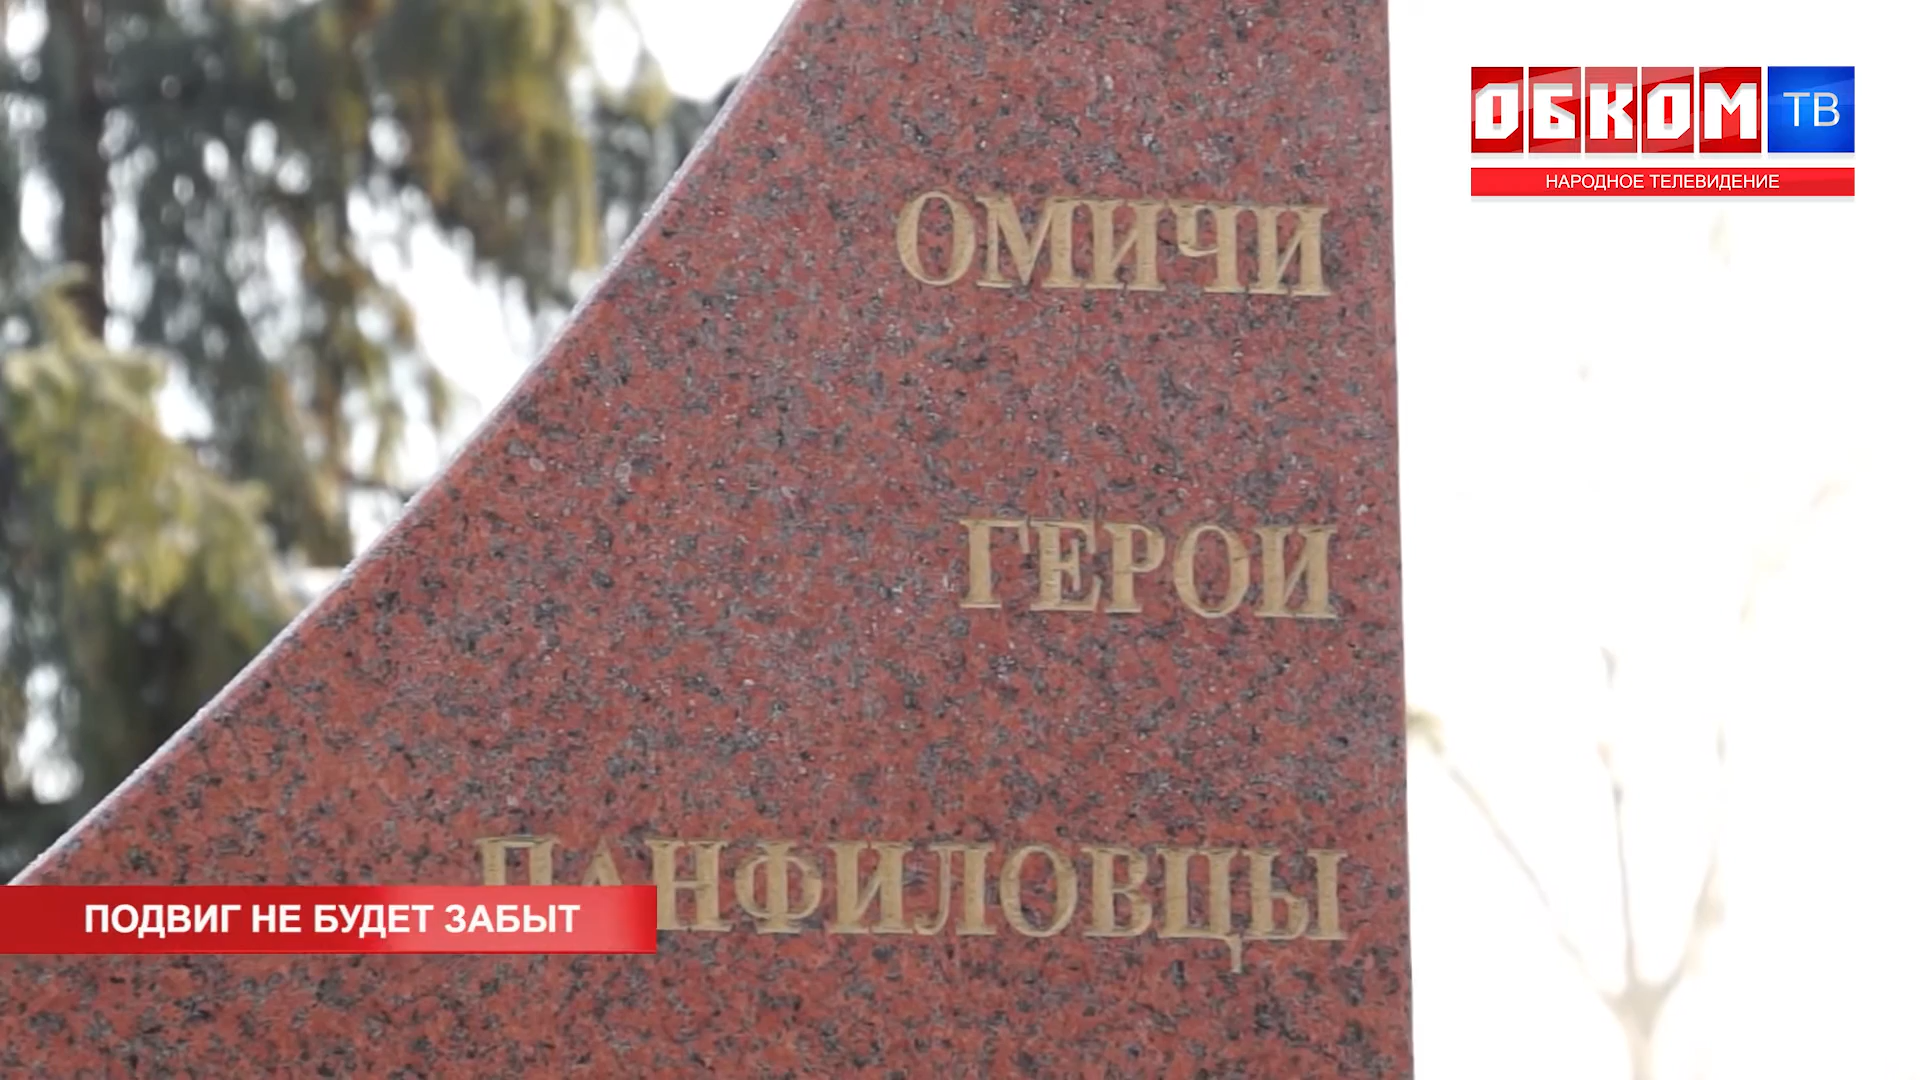 ОБКОМ ТВ
НАРОДНОЕ ТЕЛЕВИДЕНИЕ
ОМИЧИ
ГЕРОИ
ПАНФИЛОВЦЫ
ПОДВИГ НЕ БУДЕТ ЗАБЫТ